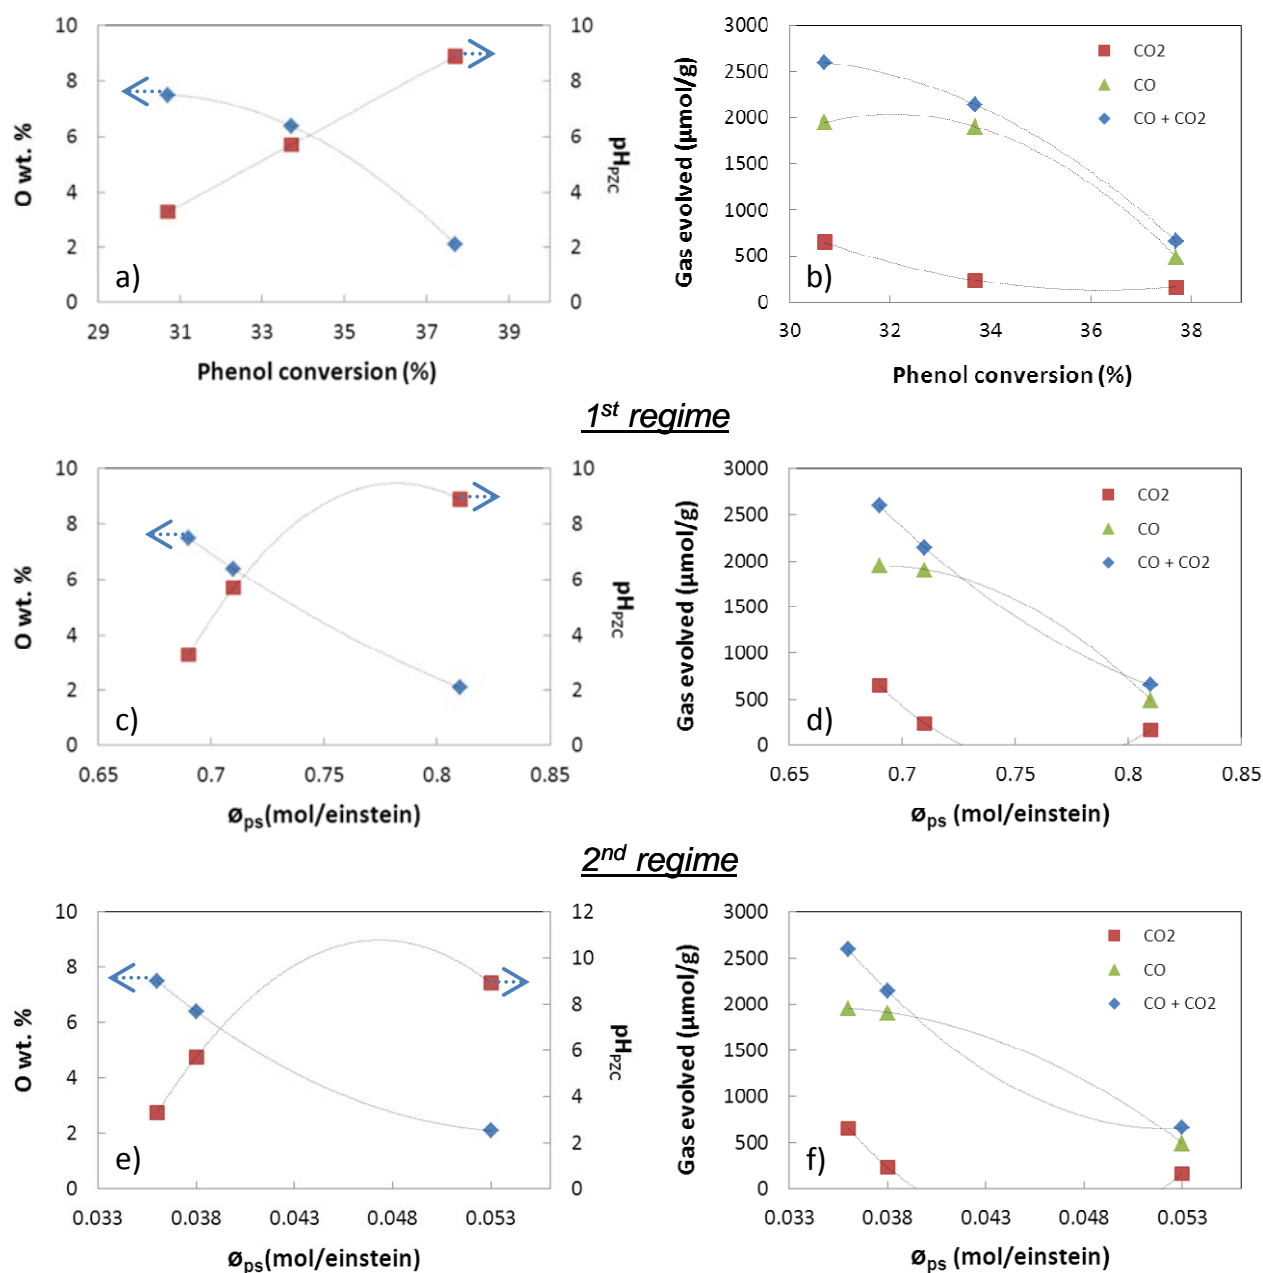 10
8
6
4
2
0
O wt. %
10
8
6
4
2
0
pHPZC
29 31 33 35 37 39
Phenol conversion (%)
a)
3000
2500
2000
1500
1000
500
0
Gas evolved (µmol/g)
CO2
CO
CO + CO2
30 32 34 36 38
Phenol conversion (%)
b)
1st regime
10
8
6
4
2
0
O wt. %
10
8
6
4
2
0
pHPZC
0.65 0.7 0.75 0.8 0.85
øps(mol/einstein)
c)
3000
2500
2000
1500
1000
500
0
Gas evolved (µmol/g)
CO2
CO
CO + CO2
0.65 0.7 0.75 0.8 0.85
øps (mol/einstein)
d)
2nd regime
10
8
6
4
2
0
O wt. %
12
10
8
6
4
2
0
pHPZC
0.033 0.038 0.043 0.048 0.053
øps(mol/einstein)
e)
3000
2500
2000
1500
1000
500
0
Gas evolved (µmol/g)
CO2
CO
CO + CO2
0.033 0.038 0.043 0.048 0.053
øps (mol/einstein)
f)